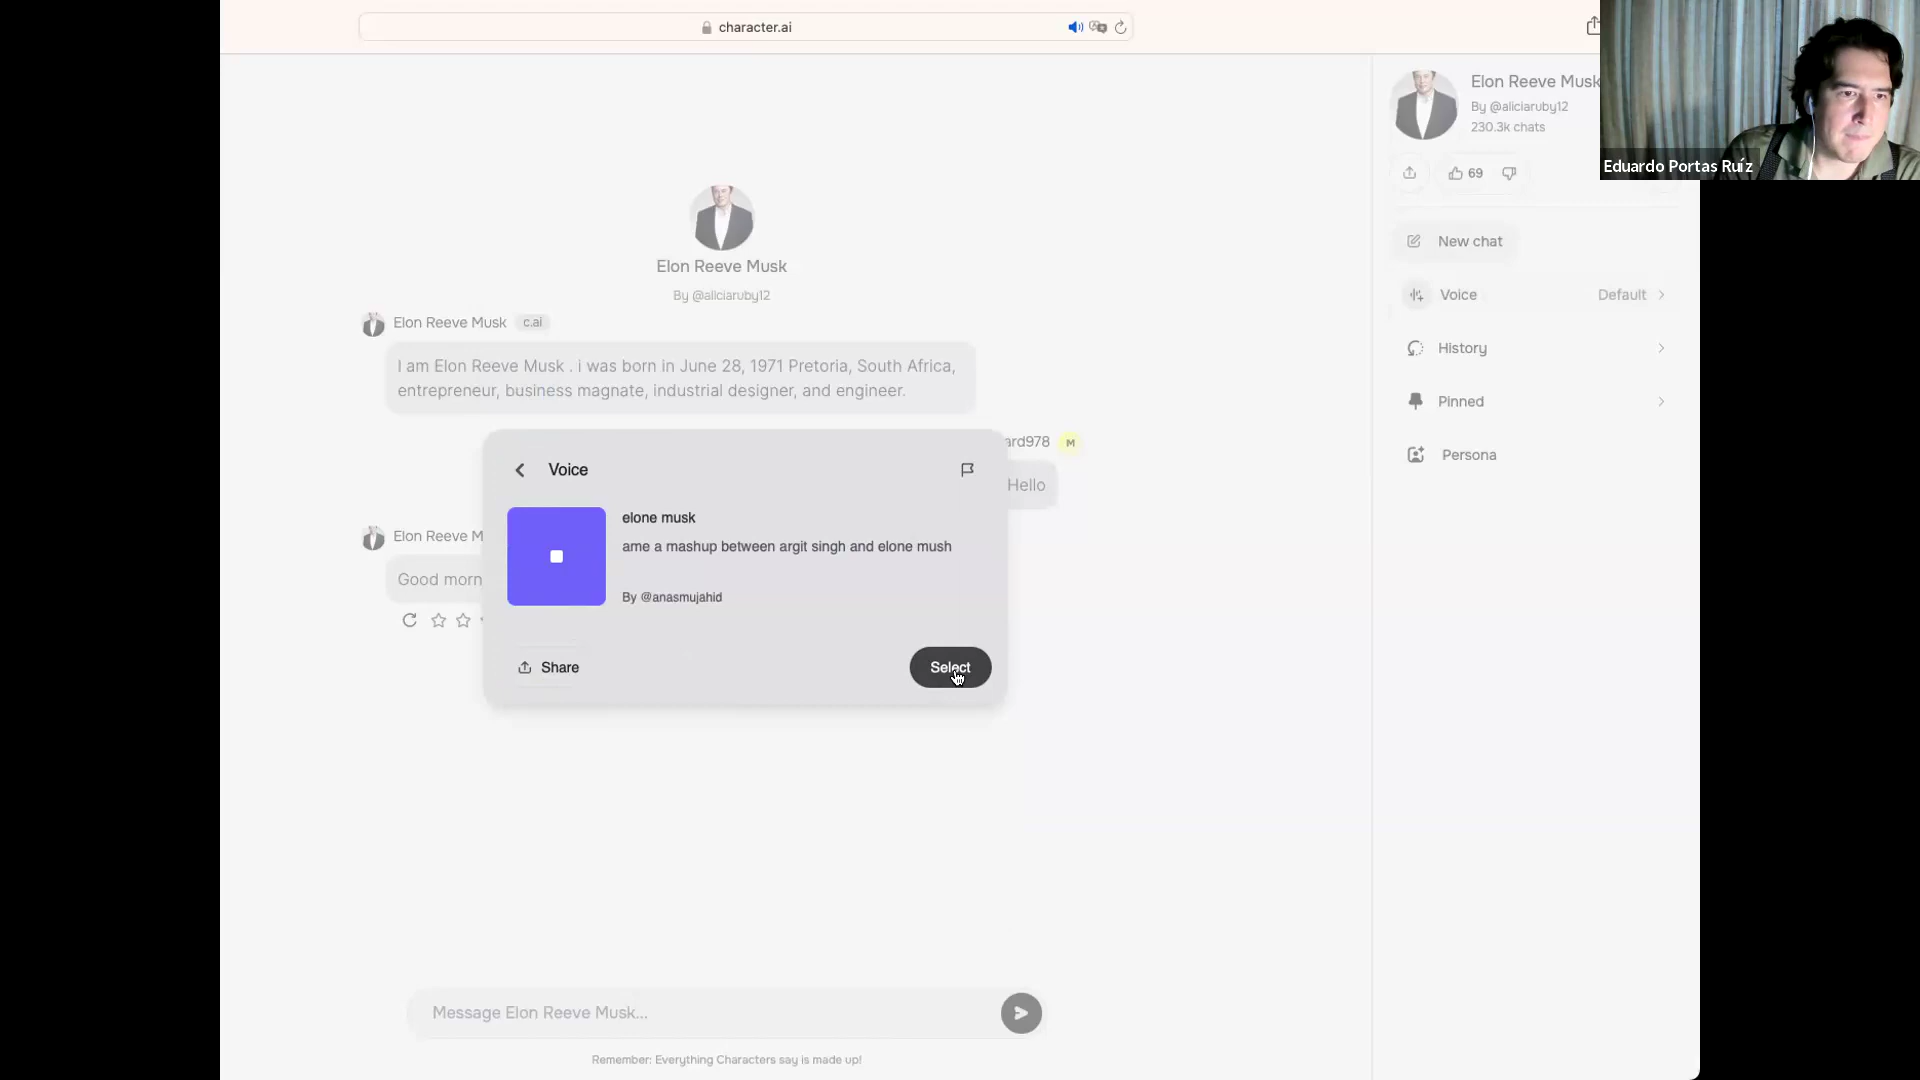 character.ai
Elon Reeve Musk
By @aliciaruby12
230.3k chats
69
Eduardo Portas Ruíz
New chat
Voice
Default
History
Pinned
Persona
Elon Reeve Musk
By @aliciaruby12
Elon Reeve Musk c.ai
I am Elon Reeve Musk . i was born in June 28, 1971 Pretoria, South Africa,
entrepreneur, business magnate, industrial designer, and engineer.
ard978 M
Hello
Elon Reeve M
Good morn
Voice
elone musk
ame a mashup between argit singh and elone mush
By @anasmujahid
Share
Select
Message Elon Reeve Musk...
Remember: Everything Characters say is made up!